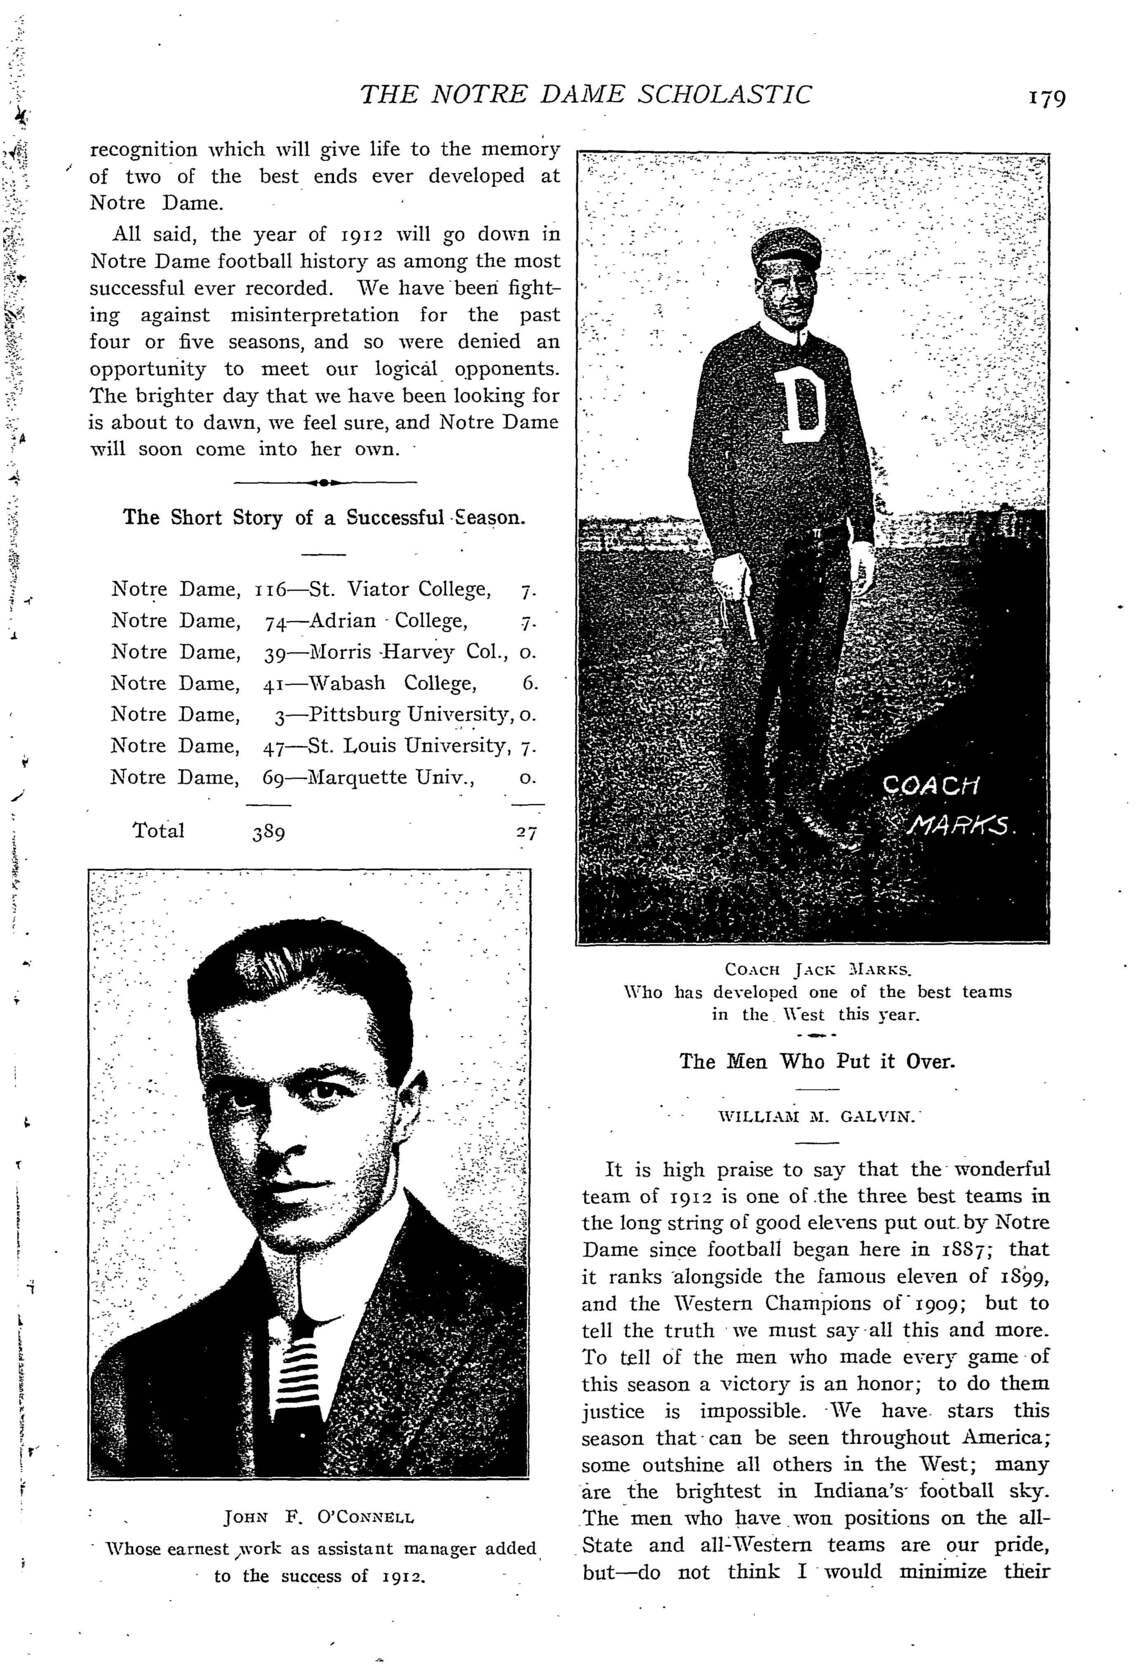 THE NOTRE DAME SCHOLASTIC 179
recognition which will give life to the memory
of two of the best ends ever developed at
Notre Dame.
All said, the year of 1912 will go down in
Notre Dame football history as among the most
successful ever recorded. We have been fight-
ing against misinterpretation for the past
four or five seasons, and so were denied an
opportunity to meet our logical opponents.
The brighter day that we have been looking for
is about to dawn, we feel sure, and Notre Dame
will soon come into her own.
The Short Story of a Successful Season.
Notre Dame, 116—St. Viator College, 7.
Notre Dame, 74—Adrian College, 7.
Notre Dame, 39—Morris Harvey Col., 0.
Notre Dame, 41—Wabash College, 6.
Notre Dame, 3—Pittsburg University, 0.
Notre Dame, 47—St. Louis University, 7.
Notre Dame, 69—Marquette Univ., 0.
Total 389 27
JOHN F. O'CONNELL
Whose earnest work as assistant manager added
to the success of 1912.
D
COACH
MARKS.
COACH JACK MARKS.
Who has developed one of the best teams
in the West this year.
The Men Who Put it Over.
WILLIAM M. GALVIN.
It is high praise to say that the wonderful
team of 1912 is one of the three best teams in
the long string of good elevens put out by Notre
Dame since football began here in 1887; that
it ranks alongside the famous eleven of 1899,
and the Western Champions of 1909; but to
tell the truth we must say all this and more.
To tell of the men who made every game of
this season a victory is an honor; to do them
justice is impossible. We have stars this
season that can be seen throughout America;
some outshine all others in the West; many
are the brightest in Indiana's football sky.
The men who have won positions on the all-
State and all-Western teams are our pride,
but—do not think I would minimize their